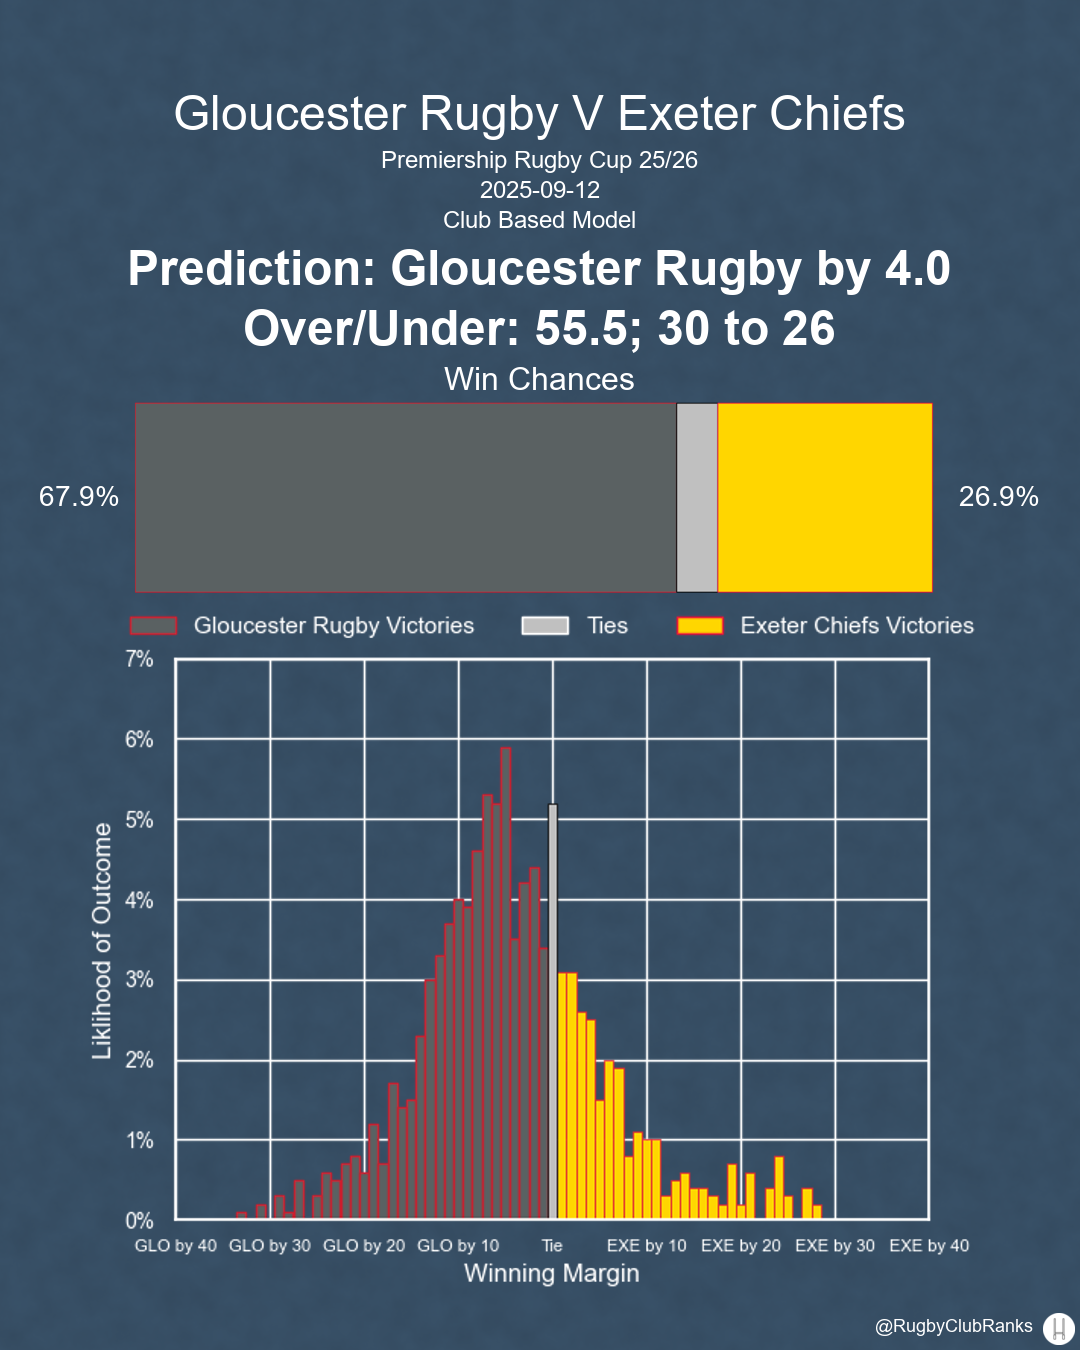 Gloucester Rugby V Exeter Chiefs
Premiership Rugby Cup 25/26
2025-09-12
Club Based Model
Prediction: Gloucester Rugby by 4.0
Over/Under: 55.5; 30 to 26
Win Chances
67.9%
26.9%
Gloucester Rugby Victories
Ties
Exeter Chiefs Victories
7%
6%
5%
4%
3%
2%
1%
0%
Liklihood of Outcome
GLO by 40
GLO by 30
GLO by 20
GLO by 10
Tie
EXE by 10
EXE by 20
EXE by 30
EXE by 40
Winning Margin
@RugbyClubRanks